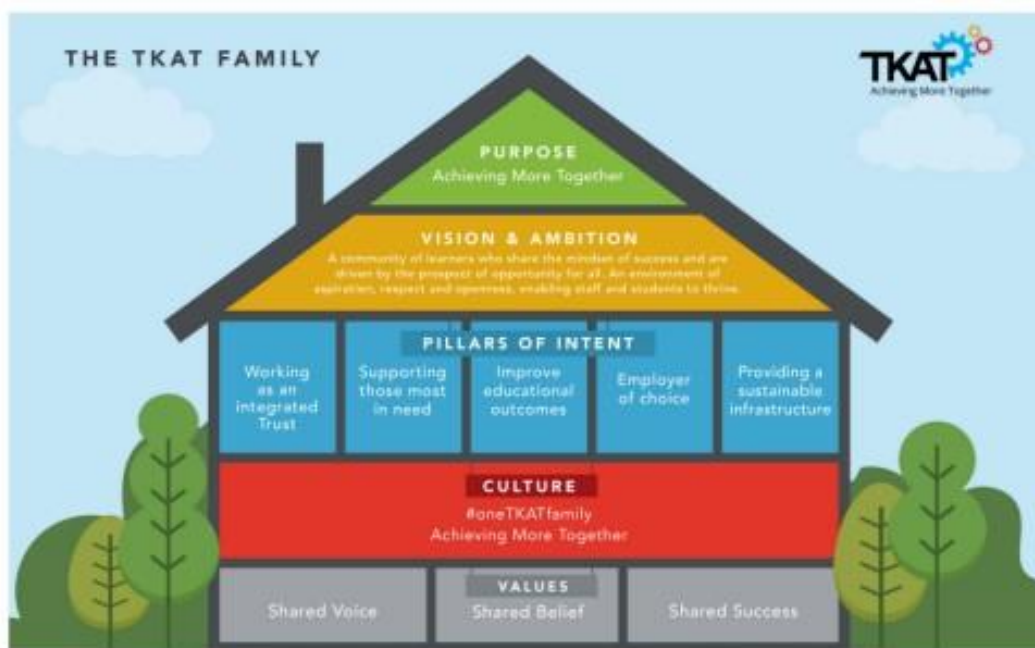 THE TKAT FAMILY
TKAT
Achieving More Together
PURPOSE
Achieving More Together
VISION & AMBITION
A community of learners who share the mindset of success and are
driven by the prospect of opportunity for all. An environment of
aspiration, respect and openness, enabling staff and students to thrive.
PILLARS OF INTENT
Working
as an
integrated
Trust
Supporting
those most
in need
Improve
educational
outcomes
Employer
of choice
Providing a
sustainable
infrastructure
CULTURE
#oneTKATfamily
Achieving More Together
VALUES
Shared Voice
Shared Belief
Shared Success